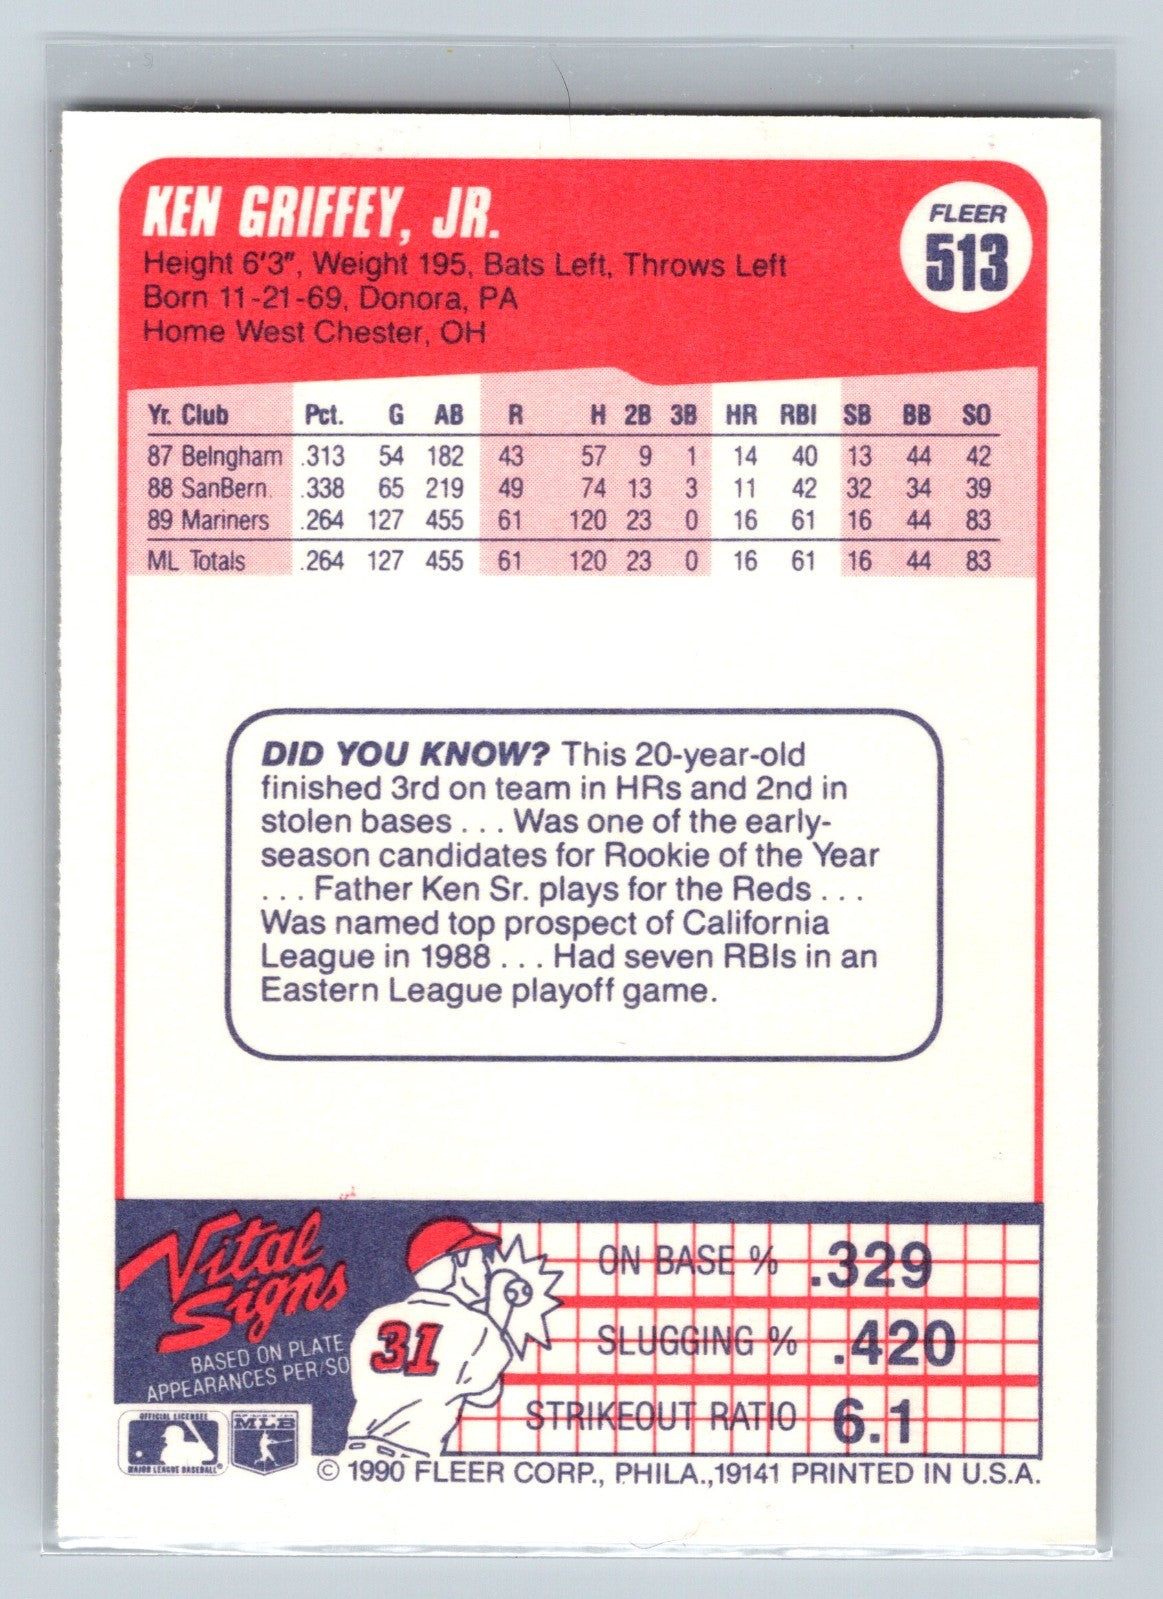 KEN GRIFFEY, JR.
FLEER
513
Height 6'3", Weight 195, Bats Left, Throws Left
Born 11-21-69, Donora, PA
Home West Chester, OH
Yr. Club Pct. G AB R H 2B 3B HR RBI SB BB SO
87 Belngham .313 54 182 43 57 9 1 14 40 13 44 42
88 SanBern. .338 65 219 49 74 13 3 11 42 32 34 39
89 Mariners .264 127 455 61 120 23 0 16 61 16 44 83
ML Totals .264 127 455 61 120 23 0 16 61 16 44 83
DID YOU KNOW? This 20-year-old
finished 3rd on team in HRs and 2nd in
stolen bases . . . Was one of the early-
season candidates for Rookie of the Year
. . . Father Ken Sr. plays for the Reds . . .
Was named top prospect of California
League in 1988 . . . Had seven RBIs in an
Eastern League playoff game.
Vital
Signs
BASED ON PLATE
APPEARANCES PER/SO
31
ON BASE % .329
SLUGGING % .420
STRIKEOUT RATIO 6.1
OFFICIAL LICENSEE
MAJOR LEAGUE BASEBALL®
MLB
© 1990 FLEER CORP., PHILA.,19141 PRINTED IN U.S.A.